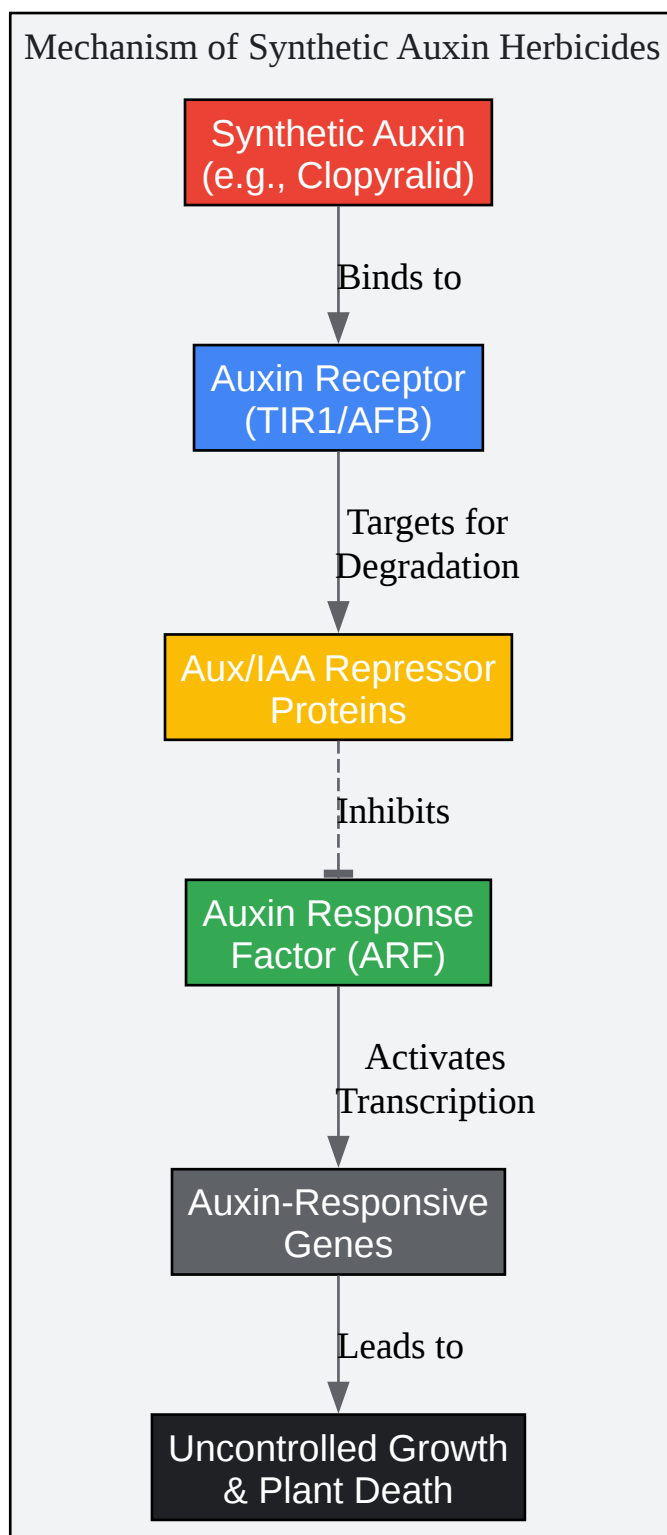 Mechanism of Synthetic Auxin Herbicides
Synthetic Auxin
(e.g., Clopyralid)
Binds to
Auxin Receptor
(TIR1/AFB)
Targets for
Degradation
Aux/IAA Repressor
Proteins
Inhibits
Auxin Response
Factor (ARF)
Activates
Transcription
Auxin-Responsive
Genes
Leads to
Uncontrolled Growth
& Plant Death